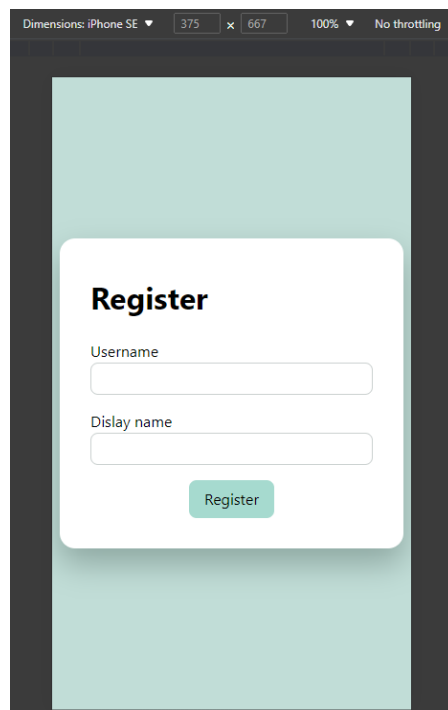 Dimensions: iPhone SE ▼ 375 × 667 100% ▼ No throttling
Register
Username
Dislay name
Register